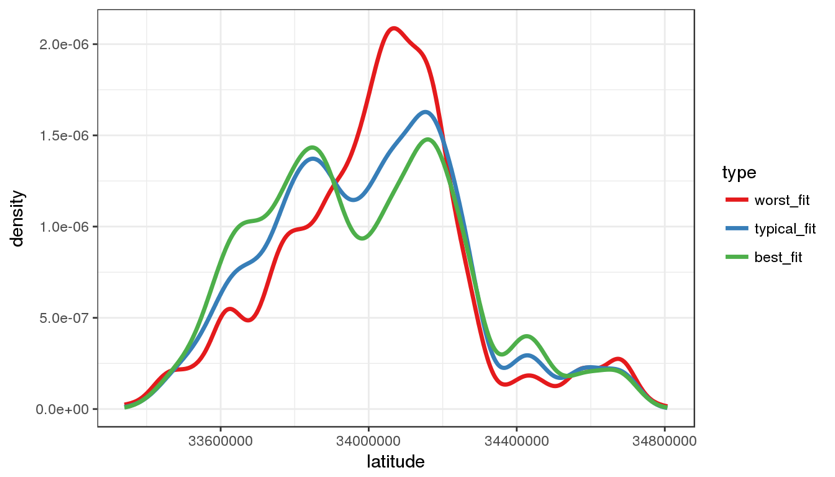 2.0e-06
1.5e-06
1.0e-06
5.0e-07
0.0e+00
density
33600000 34000000 34400000 34800000
latitude
type
worst_fit
typical_fit
best_fit